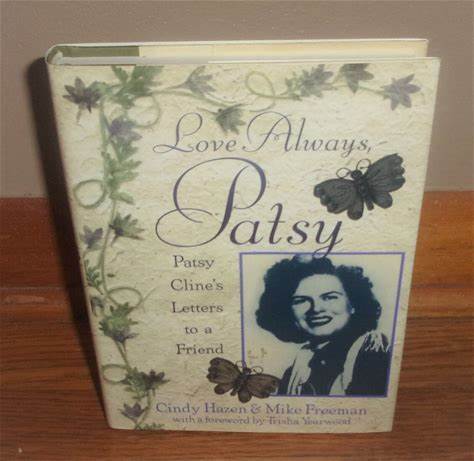 Love Always,
Patsy
Patsy
Cline's
Letters
to a
Friend
Cindy Hazen & Mike Freeman
with a foreword by Trisha Yearwood